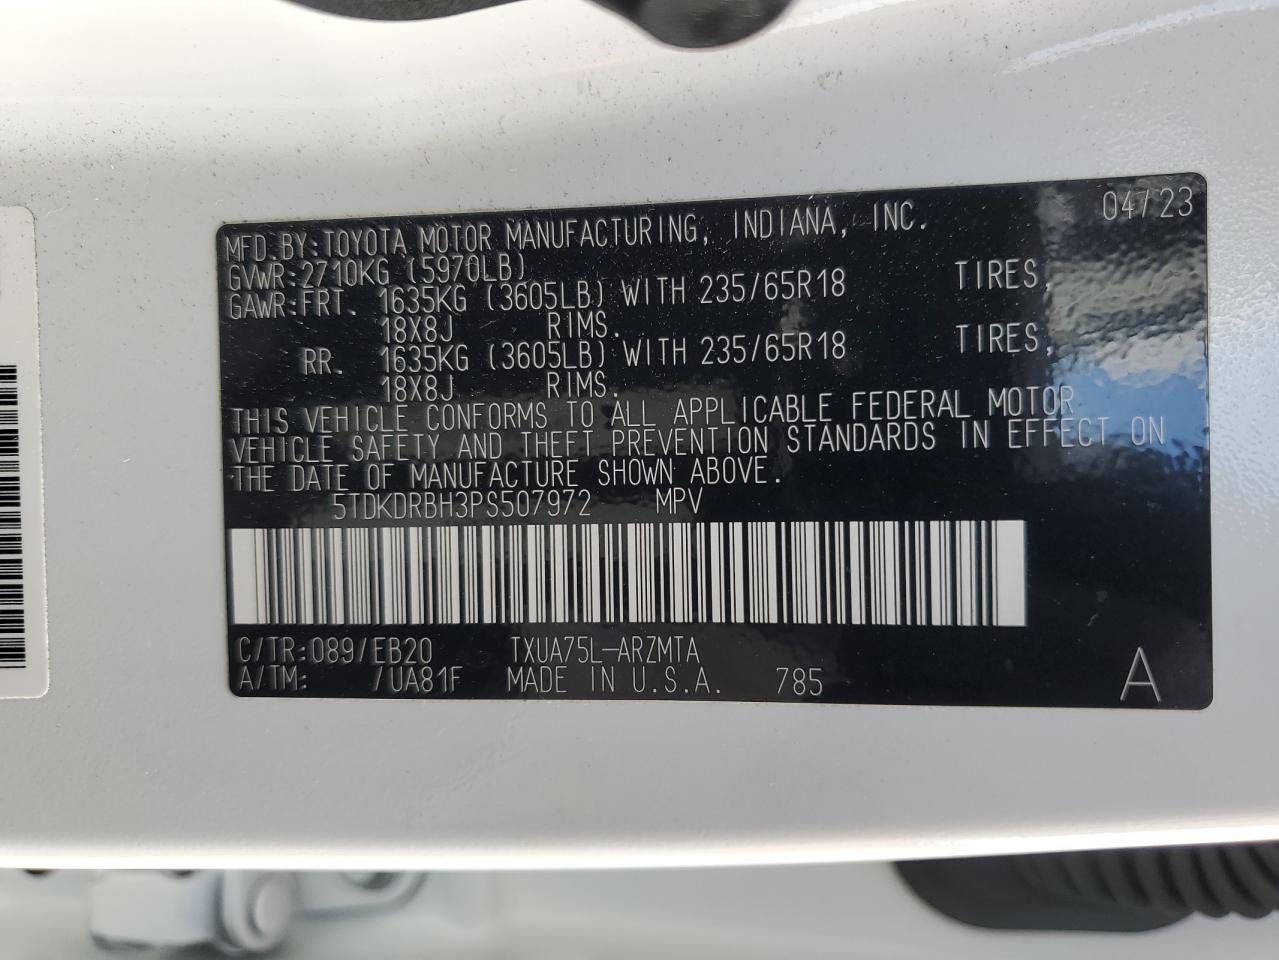 04/23
MFD.BY:TOYOTA MOTOR MANUFACTURING, INDIANA, INC.
GVWR:2710KG (5970LB)
GAWR:FRT. 1635KG (3605LB) WITH 235/65R18 TIRES,
18X8J RIMS.
RR. 1635KG (3605LB) WITH 235/65R18 TIRES,
18X8J RIMS.
THIS VEHICLE CONFORMS TO ALL APPLICABLE FEDERAL MOTOR
VEHICLE SAFETY AND THEFT PREVENTION STANDARDS IN EFFECT ON
THE DATE OF MANUFACTURE SHOWN ABOVE.
5TDKDRBH3PS507972 MPV
C/TR:089/EB20 TXUA75L-ARZMTA
A/TM: /UA81F MADE IN U.S.A. 785
A